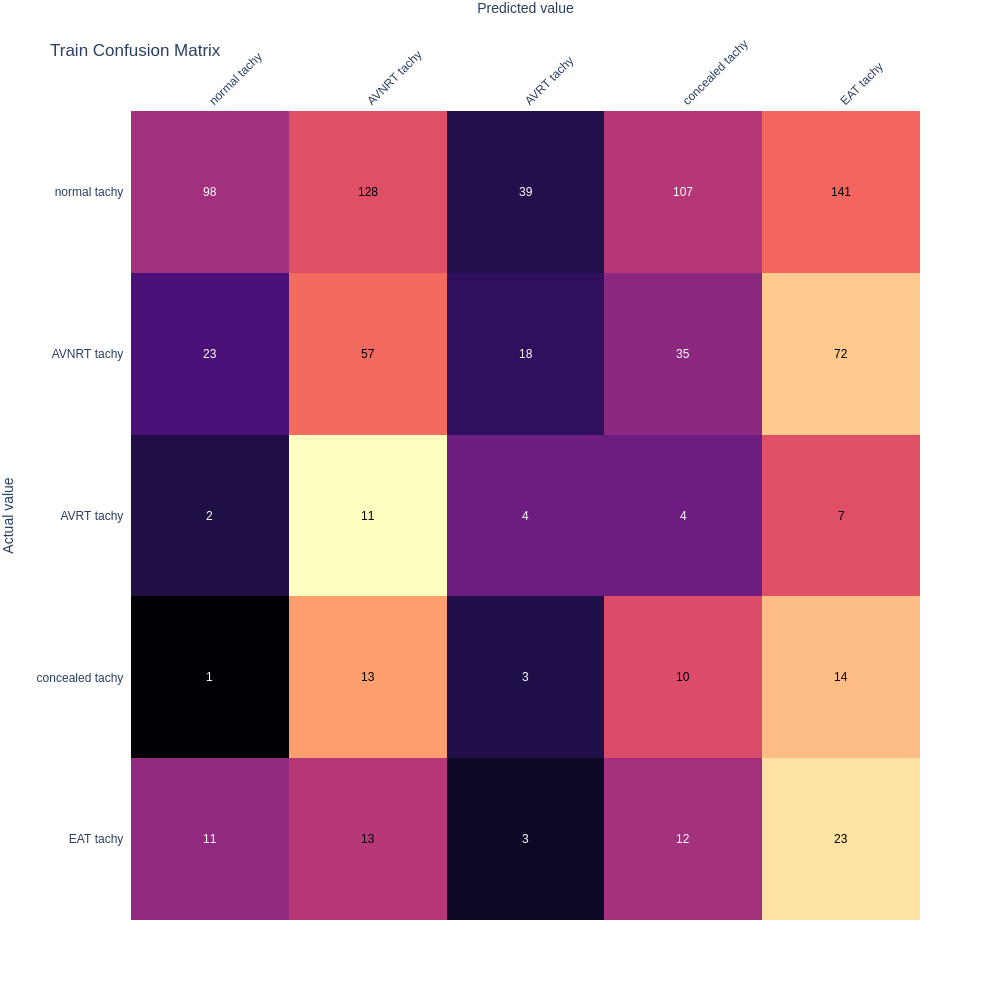 Predicted value
Train Confusion Matrix
normal tachy
AVNRT tachy
AVRT tachy
concealed tachy
EAT tachy
normal tachy
98
128
39
107
141
AVNRT tachy
23
57
18
35
72
Actual value
AVRT tachy
2
11
4
4
7
concealed tachy
1
13
3
10
14
EAT tachy
11
13
3
12
23